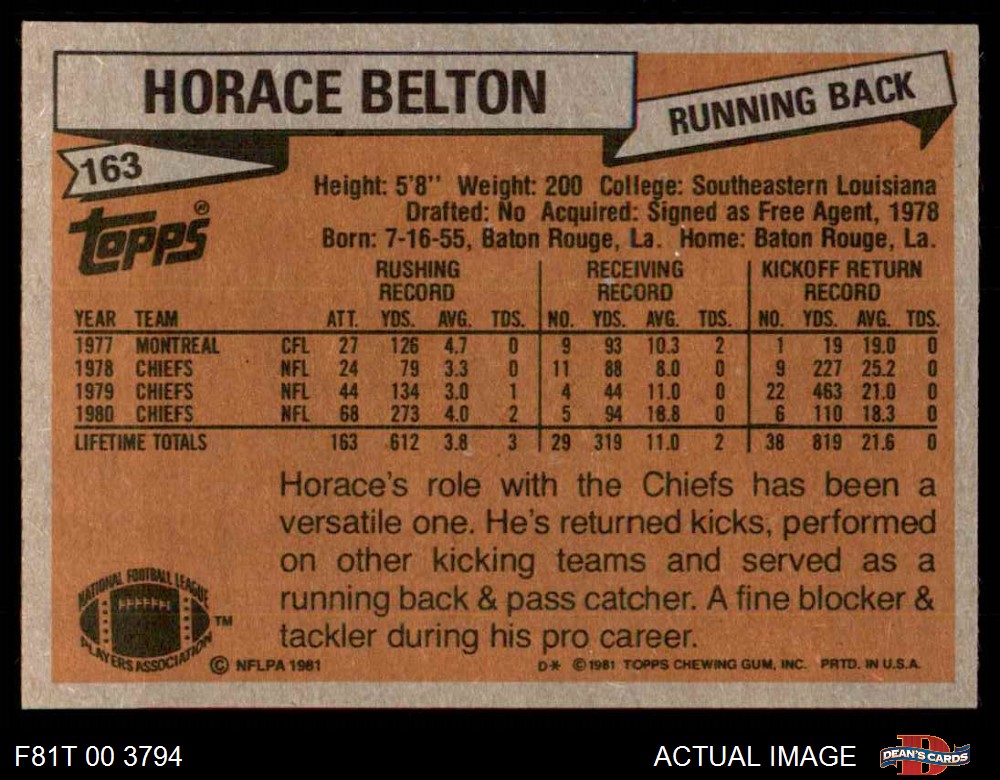 HORACE BELTON
RUNNING BACK
163
Topps®
Height: 5'8'' Weight: 200 College: Southeastern Louisiana
Drafted: No Acquired: Signed as Free Agent, 1978
Born: 7-16-55, Baton Rouge, La. Home: Baton Rouge, La.
RUSHING RECORD RECEIVING RECORD KICKOFF RETURN RECORD
YEAR TEAM ATT. YDS. AVG. TDS. NO. YDS. AVG. TDS. NO. YDS. AVG. TDS.
1977 MONTREAL CFL 27 126 4.7 0 9 93 10.3 2 1 19 19.0 0
1978 CHIEFS NFL 24 79 3.3 0 11 88 8.0 0 9 227 25.2 0
1979 CHIEFS NFL 44 134 3.0 1 4 44 11.0 0 22 463 21.0 0
1980 CHIEFS NFL 68 273 4.0 2 5 94 18.8 0 6 110 18.3 0
LIFETIME TOTALS 163 612 3.8 3 29 319 11.0 2 38 819 21.6 0
Horace's role with the Chiefs has been a
versatile one. He's returned kicks, performed
on other kicking teams and served as a
running back & pass catcher. A fine blocker &
tackler during his pro career.
NATIONAL FOOTBALL LEAGUE
PLAYERS ASSOCIATION
™
© NFLPA 1981
D* © 1981 TOPPS CHEWING GUM, INC. PRTD. IN U.S.A.
F81T 00 3794
ACTUAL IMAGE
DEAN'S CARDS